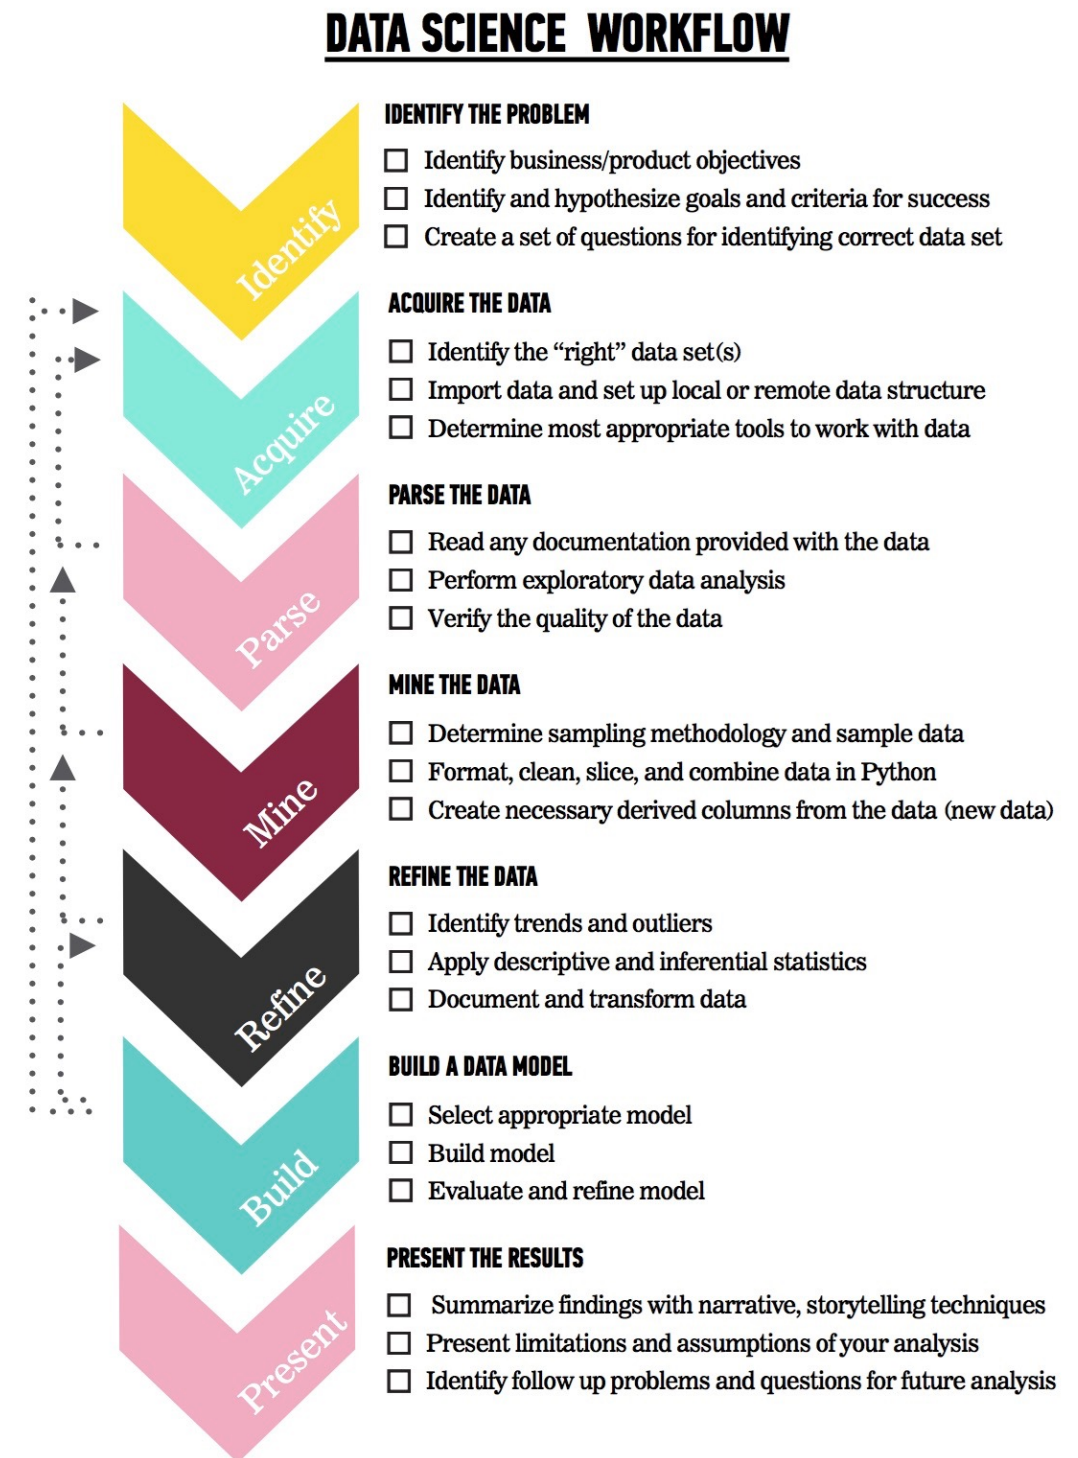 DATA SCIENCE WORKFLOW
IDENTIFY THE PROBLEM
Identify business/product objectives
Identify and hypothesize goals and criteria for success
Create a set of questions for identifying correct data set
Identify
ACQUIRE THE DATA
Identify the “right” data set(s)
Import data and set up local or remote data structure
Determine most appropriate tools to work with data
Acquire
PARSE THE DATA
Read any documentation provided with the data
Perform exploratory data analysis
Verify the quality of the data
Parse
MINE THE DATA
Determine sampling methodology and sample data
Format, clean, slice, and combine data in Python
Create necessary derived columns from the data (new data)
Mine
REFINE THE DATA
Identify trends and outliers
Apply descriptive and inferential statistics
Document and transform data
Refine
BUILD A DATA MODEL
Select appropriate model
Build model
Evaluate and refine model
Build
PRESENT THE RESULTS
Summarize findings with narrative, storytelling techniques
Present limitations and assumptions of your analysis
Identify follow up problems and questions for future analysis
Present